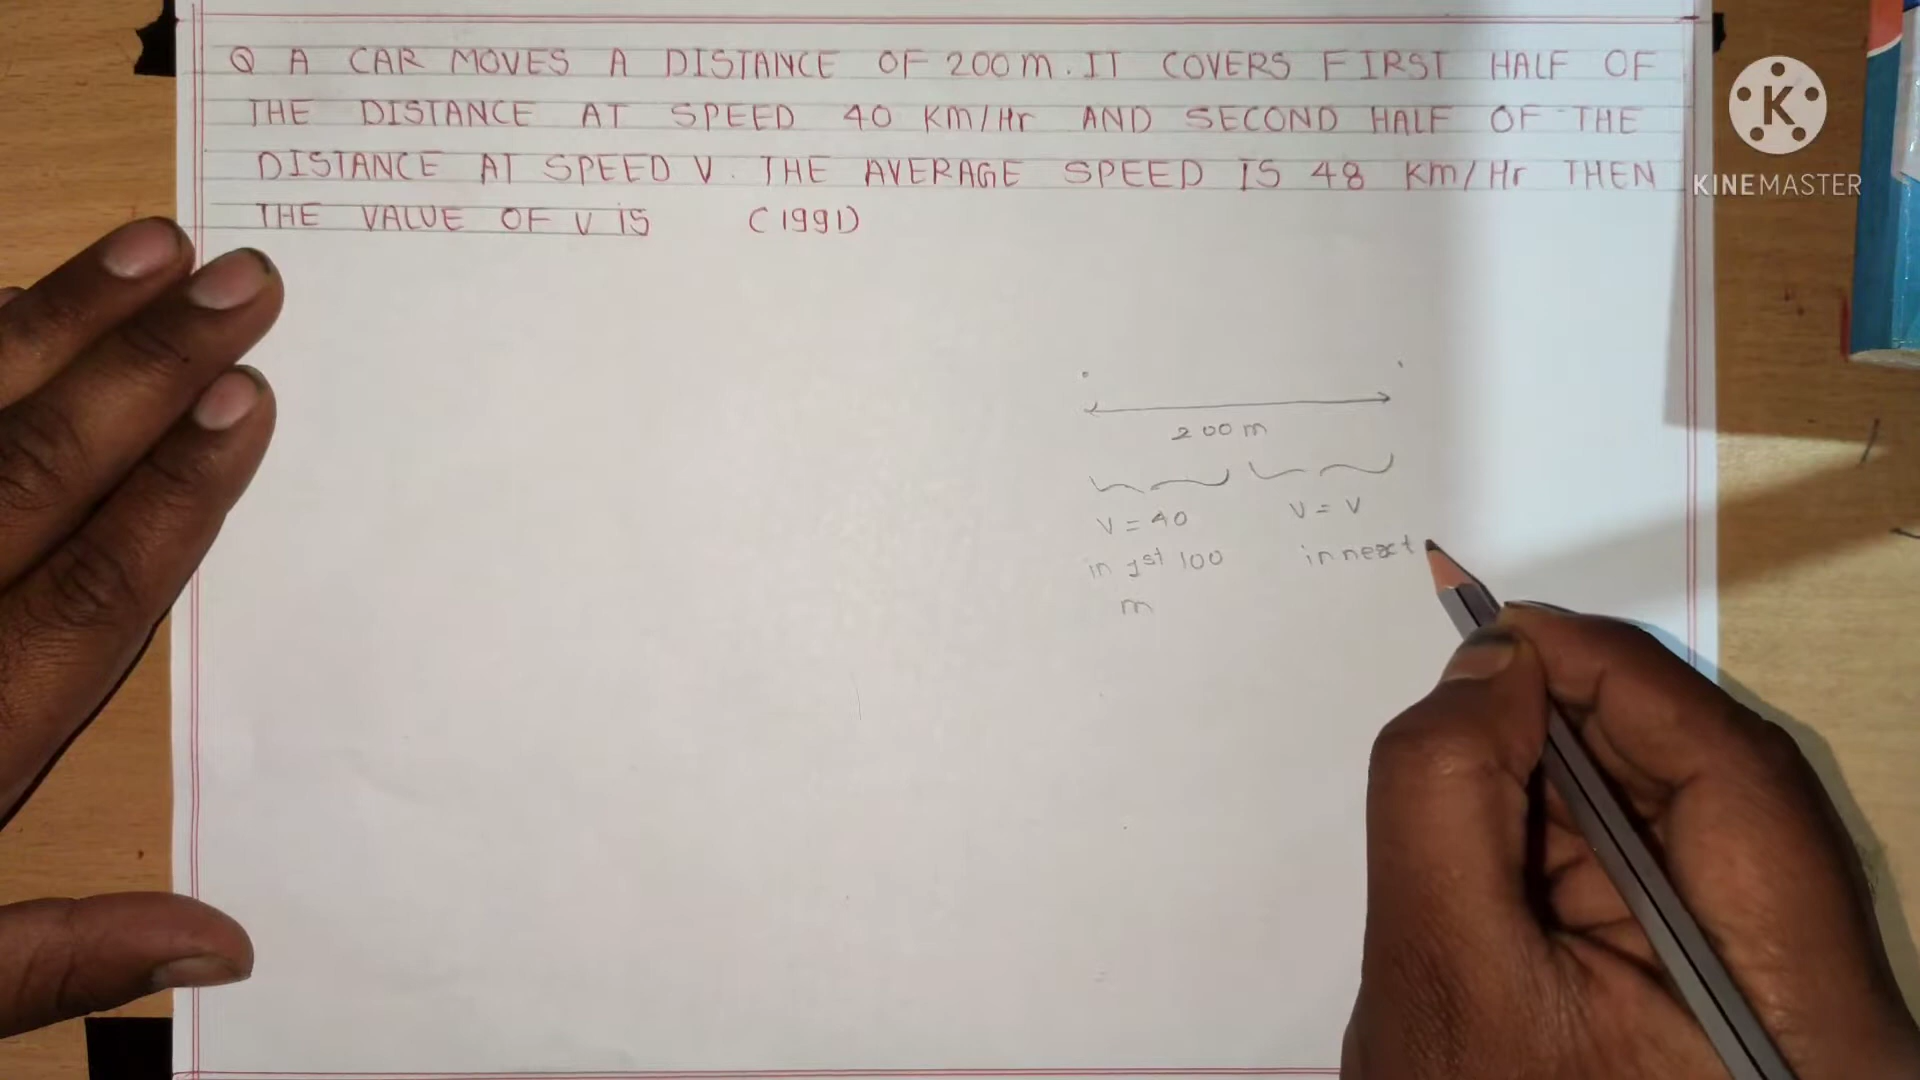 Q A CAR MOVES A DISTANCE OF 200m. IT COVERS FIRST HALF OF
THE DISTANCE AT SPEED 40 KM/Hr AND SECOND HALF OF THE
DISTANCE AT SPEED V. THE AVERAGE SPEED IS 48 KM/Hr THEN
THE VALUE OF V IS (1991)
K
KINEMASTER
200 m
V = 40 V = V
in 1st 100 in next
m